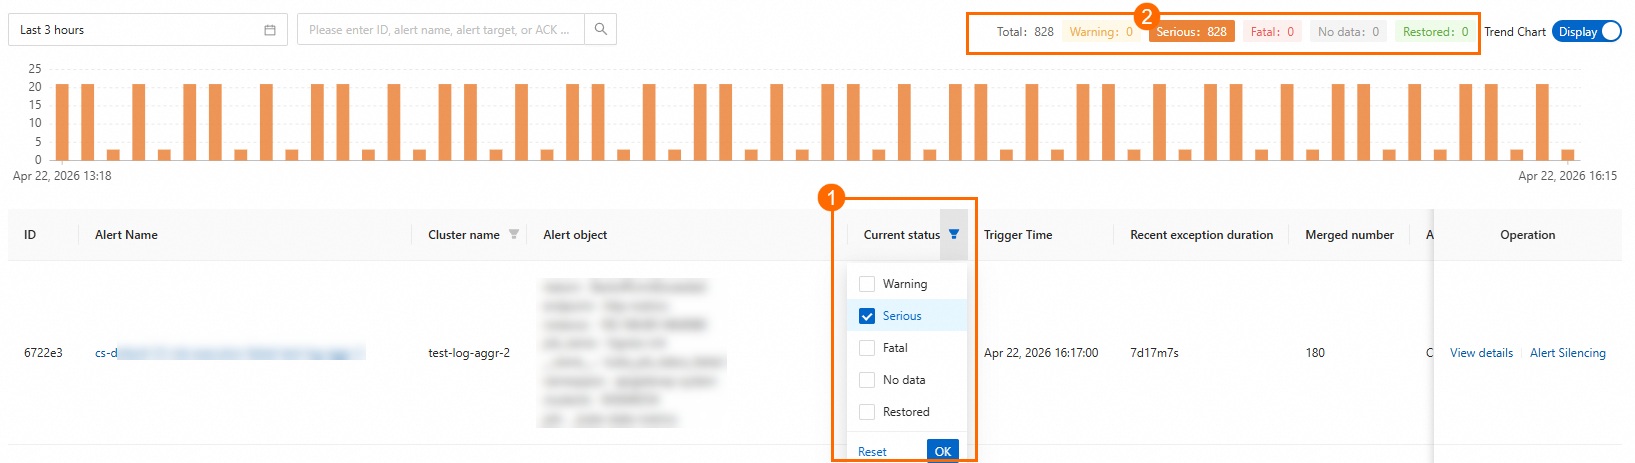 Last 3 hours
Please enter ID, alert name, alert target, or ACK ...
2
Total: 828
Warning: 0
Serious: 828
Fatal: 0
No data: 0
Restored: 0
Trend Chart
Display
25
20
15
10
5
0
Apr 22, 2026 13:18
Apr 22, 2026 16:15
1
ID
Alert Name
Cluster name
Alert object
Current status
Trigger Time
Recent exception duration
Merged number
A
Operation
Warning
Serious
Fatal
No data
Restored
Reset
OK
6722e3
cs-d
test-log-aggr-2
Apr 22, 2026 16:17:00
7d17m7s
180
C
View details
Alert Silencing